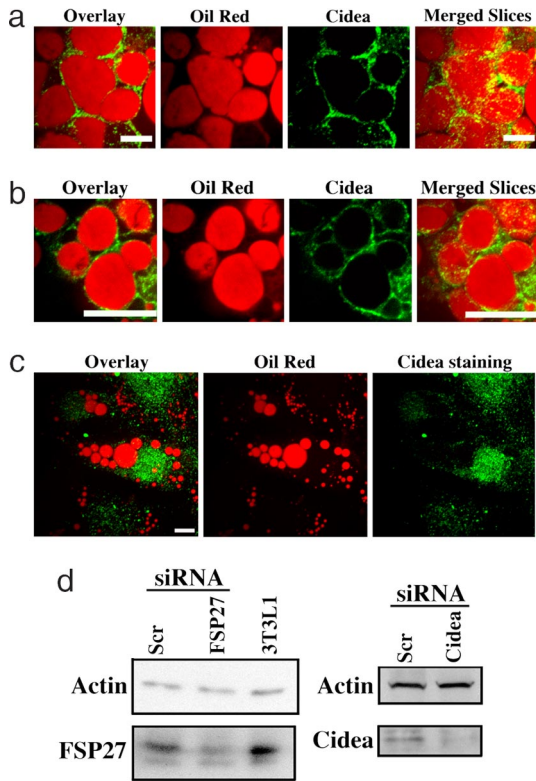 a
Overlay Oil Red Cidea Merged Slices
b
Overlay Oil Red Cidea Merged Slices
c
Overlay Oil Red Cidea staining
d
siRNA
Scr FSP27 3T3L1
Actin
FSP27
siRNA
Scr Cidea
Actin
Cidea